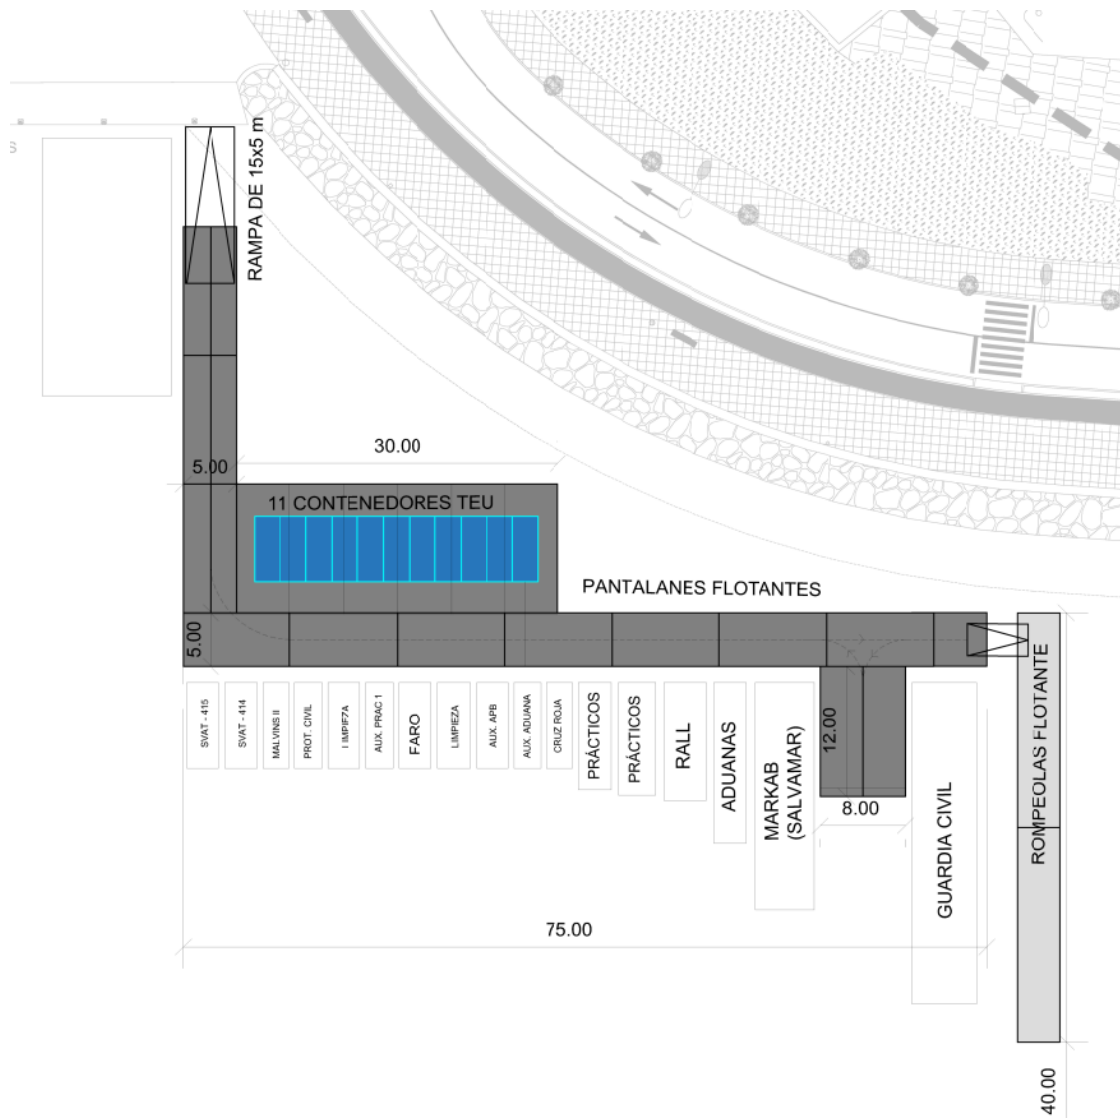 S
RAMPA DE 15x5 m
30.00
5.00
11 CONTENEDORES TEU
PANTALANES FLOTANTES
5.00
SVAT - 415
SVAT - 414
MALVINS II
PROT. CIVIL
LIMPIEZA
AUX. PRAC 1
FARO
LIMPIEZA
AUX. APB
AUX. ADUANA
CRUZ ROJA
PRÁCTICOS
PRÁCTICOS
RALL
ADUANAS
MARKAB
(SALVAMAR)
12.00
8.00
GUARDIA CIVIL
ROMPEOLAS FLOTANTE
75.00
40.00